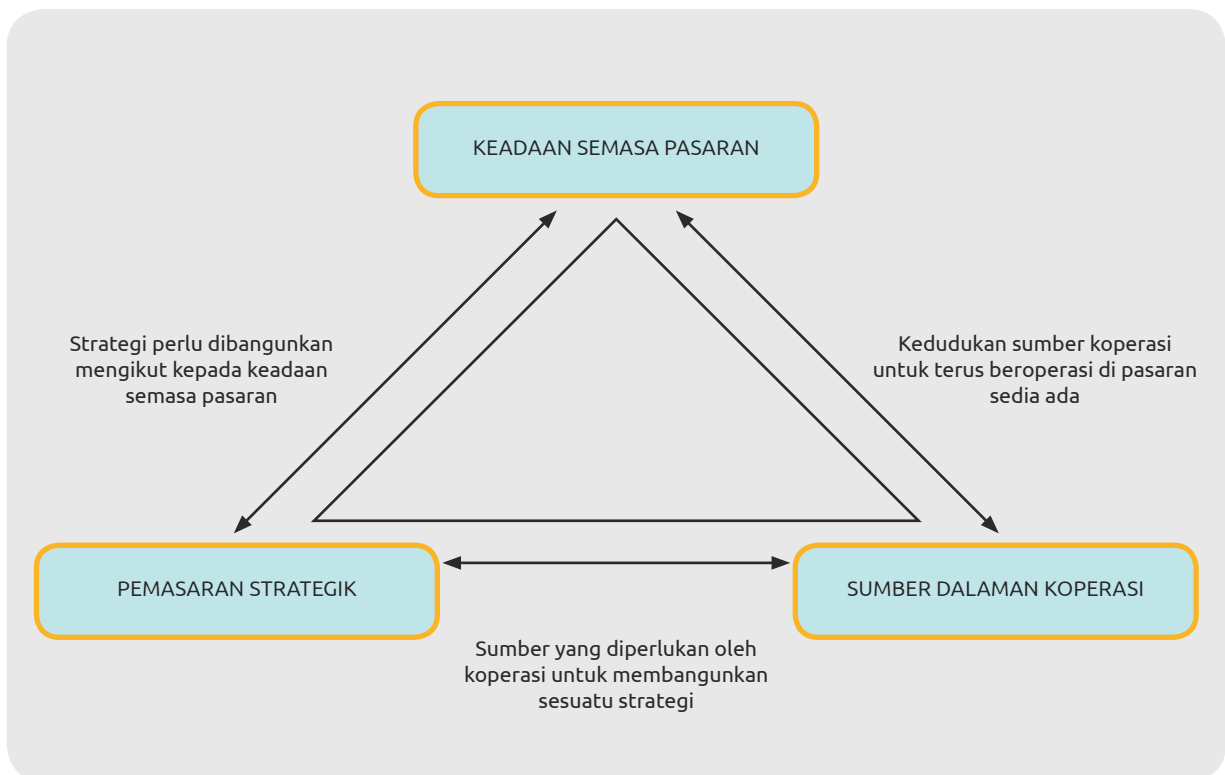 KEADAAN SEMASA PASARAN
Strategi perlu dibangunkan
mengikut kepada keadaan
semasa pasaran
Kedudukan sumber koperasi
untuk terus beroperasi di pasaran
sedia ada
PEMASARAN STRATEGIK
SUMBER DALAMAN KOPERASI
Sumber yang diperlukan oleh
koperasi untuk membangunkan
sesuatu strategi